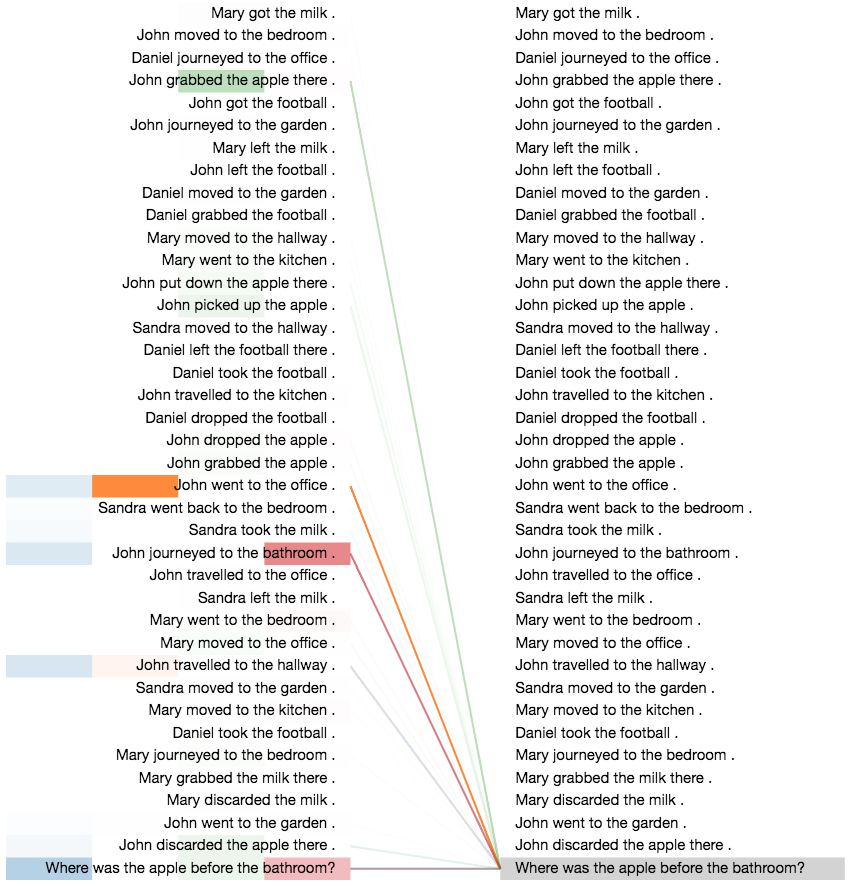 Mary got the milk .
John moved to the bedroom .
Daniel journeyed to the office .
John grabbed the apple there .
John got the football .
John journeyed to the garden .
Mary left the milk .
John left the football .
Daniel moved to the garden .
Daniel grabbed the football .
Mary moved to the hallway .
Mary went to the kitchen .
John put down the apple there .
John picked up the apple .
Sandra moved to the hallway .
Daniel left the football there .
Daniel took the football .
John travelled to the kitchen .
Daniel dropped the football .
John dropped the apple .
John grabbed the apple .
John went to the office .
Sandra went back to the bedroom .
Sandra took the milk .
John journeyed to the bathroom .
John travelled to the office .
Sandra left the milk .
Mary went to the bedroom .
Mary moved to the office .
John travelled to the hallway .
Sandra moved to the garden .
Mary moved to the kitchen .
Daniel took the football .
Mary journeyed to the bedroom .
Mary grabbed the milk there .
Mary discarded the milk .
John went to the garden .
John discarded the apple there .
Where was the apple before the bathroom?
Mary got the milk .
John moved to the bedroom .
Daniel journeyed to the office .
John grabbed the apple there .
John got the football .
John journeyed to the garden .
Mary left the milk .
John left the football .
Daniel moved to the garden .
Daniel grabbed the football .
Mary moved to the hallway .
Mary went to the kitchen .
John put down the apple there .
John picked up the apple .
Sandra moved to the hallway .
Daniel left the football there .
Daniel took the football .
John travelled to the kitchen .
Daniel dropped the football .
John dropped the apple .
John grabbed the apple .
John went to the office .
Sandra went back to the bedroom .
Sandra took the milk .
John journeyed to the bathroom .
John travelled to the office .
Sandra left the milk .
Mary went to the bedroom .
Mary moved to the office .
John travelled to the hallway .
Sandra moved to the garden .
Mary moved to the kitchen .
Daniel took the football .
Mary journeyed to the bedroom .
Mary grabbed the milk there .
Mary discarded the milk .
John went to the garden .
John discarded the apple there .
Where was the apple before the bathroom?